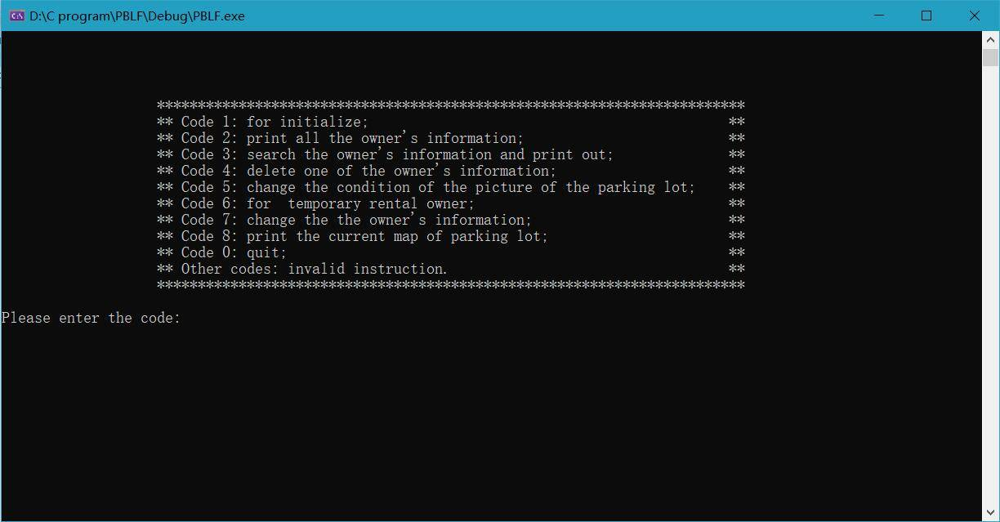 D:\C program\PBLF\Debug\PBLF.exe
************************************************************************
** Code 1: for initialize;                                            **
** Code 2: print all the owner's information;                         **
** Code 3: search the owner's information and print out;              **
** Code 4: delete one of the owner's information;                     **
** Code 5: change the condition of the picture of the parking lot;    **
** Code 6: for  temporary rental owner;                               **
** Code 7: change the the owner's information;                        **
** Code 8: print the current map of parking lot;                      **
** Code 0: quit;                                                      **
** Other codes: invalid instruction.                                  **
************************************************************************
Please enter the code: